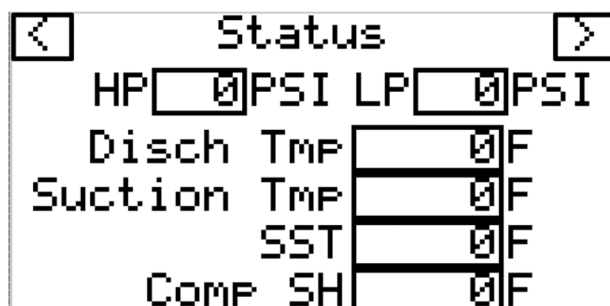 < Status >
HP 0 PSI LP 0 PSI
Disch Tmp 0 F
Suction Tmp 0 F
SST 0 F
Comp SH 0 F